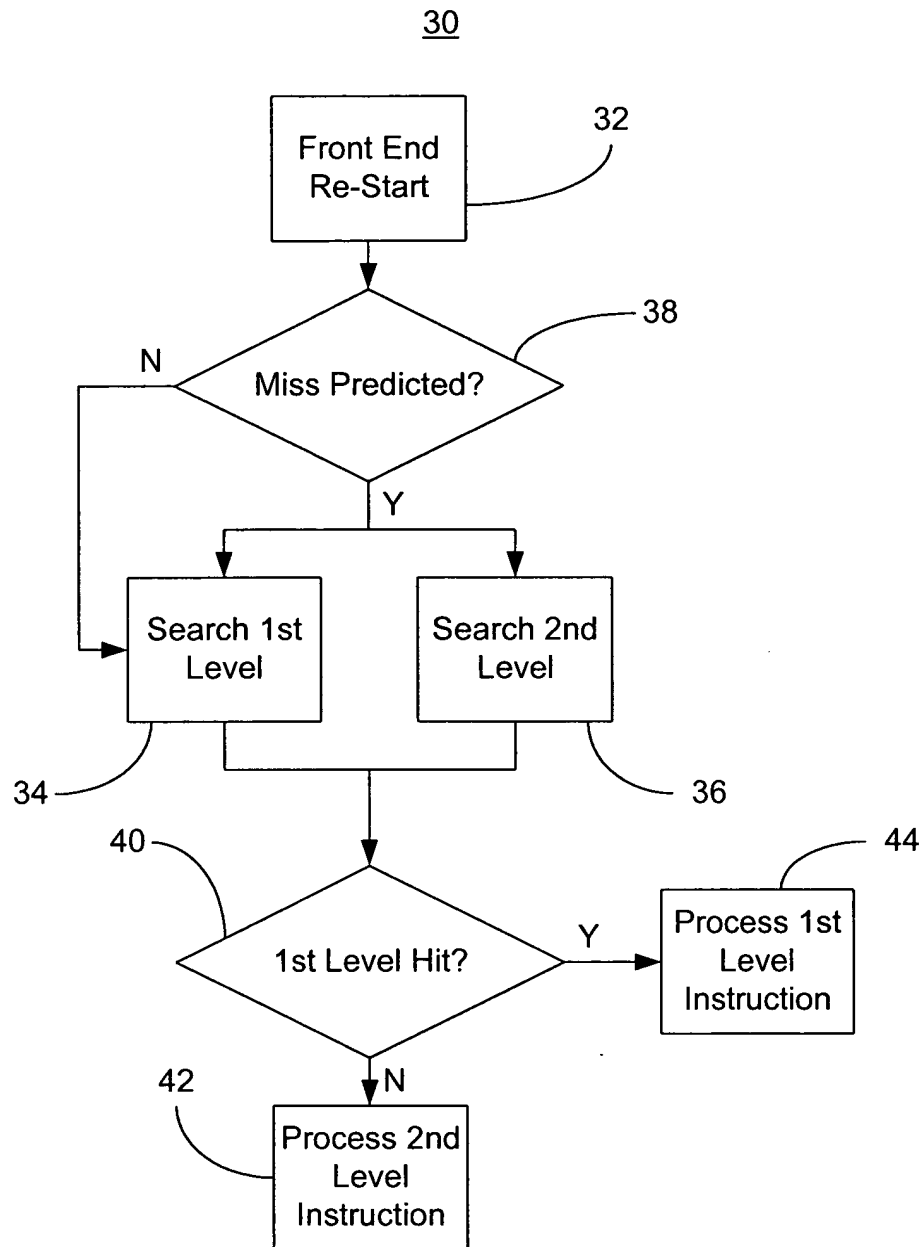 30
Front End
Re-Start
32
Miss Predicted?
38
N
Y
Search 1st
Level
Search 2nd
Level
34
36
40
1st Level Hit?
Y
44
Process 1st
Level
Instruction
N
42
Process 2nd
Level
Instruction